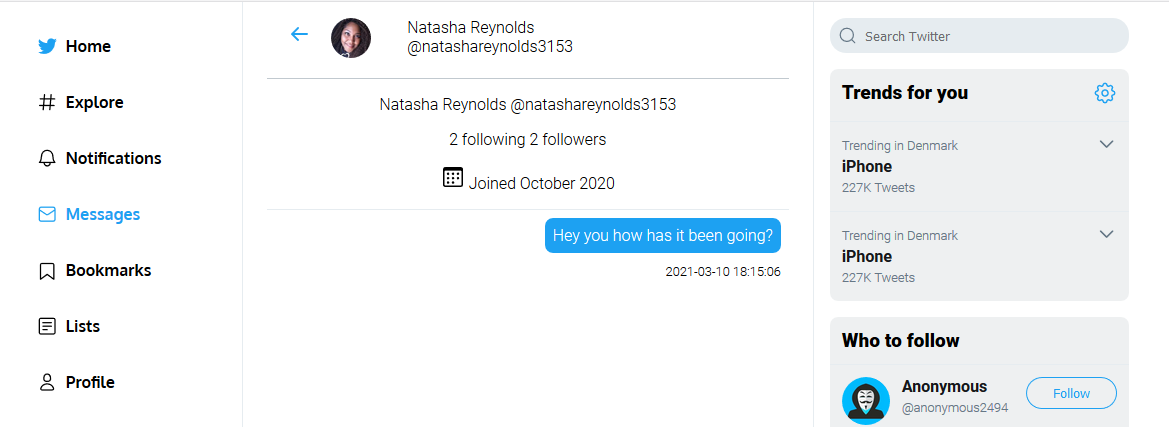 Home
Explore
Notifications
Messages
Bookmarks
Lists
Profile
Natasha Reynolds
@natashareynolds3153
Natasha Reynolds @natashareynolds3153
2 following 2 followers
Joined October 2020
Hey you how has it been going?
2021-03-10 18:15:06
Search Twitter
Trends for you
Trending in Denmark
iPhone
227K Tweets
Trending in Denmark
iPhone
227K Tweets
Who to follow
Anonymous
@anonymous2494
Follow